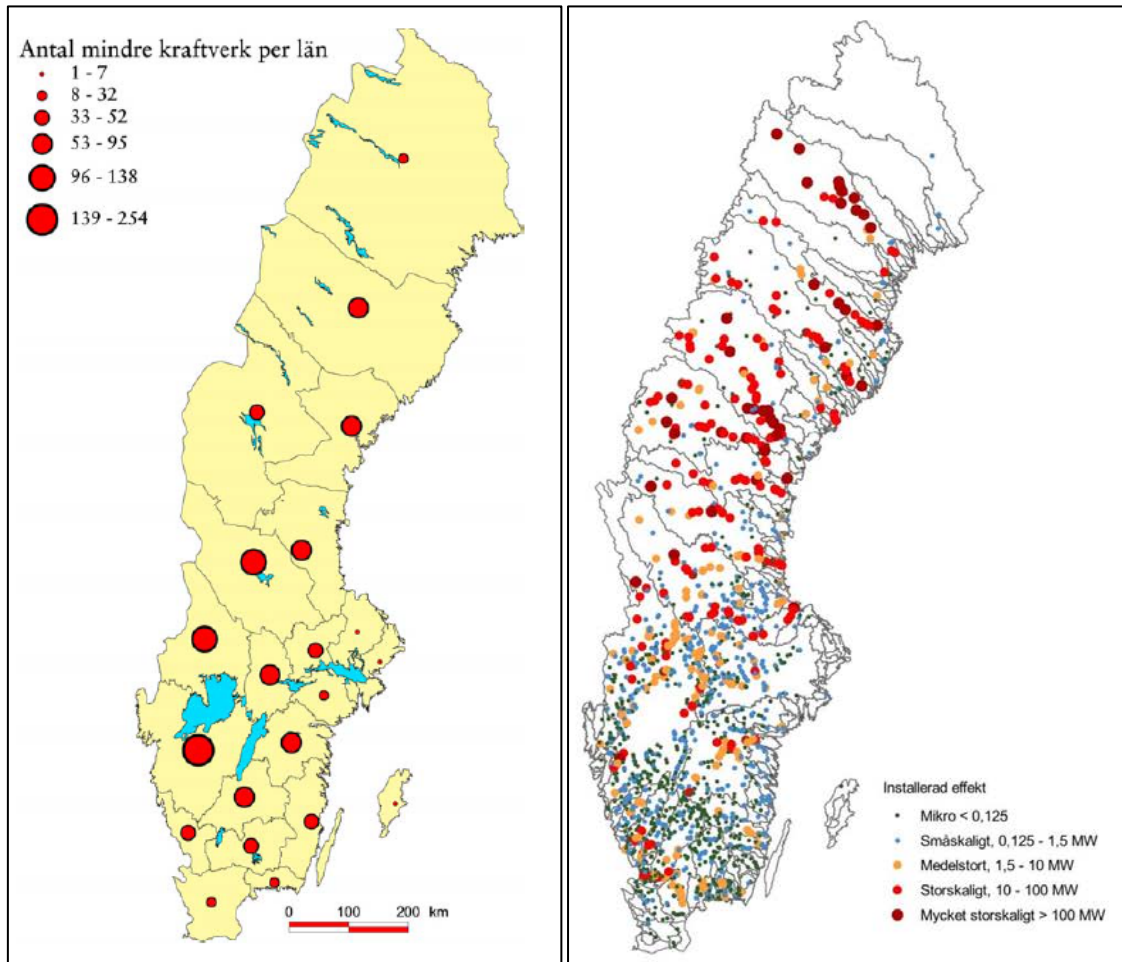 Antal mindre kraftverk per län
1 - 7
8 - 32
33 - 52
53 - 95
96 - 138
139 - 254
0 100 200 km
Installerad effekt
Mikro < 0,125
Småskaligt, 0,125 - 1,5 MW
Medelstort, 1,5 - 10 MW
Storskaligt, 10 - 100 MW
Mycket storskaligt > 100 MW